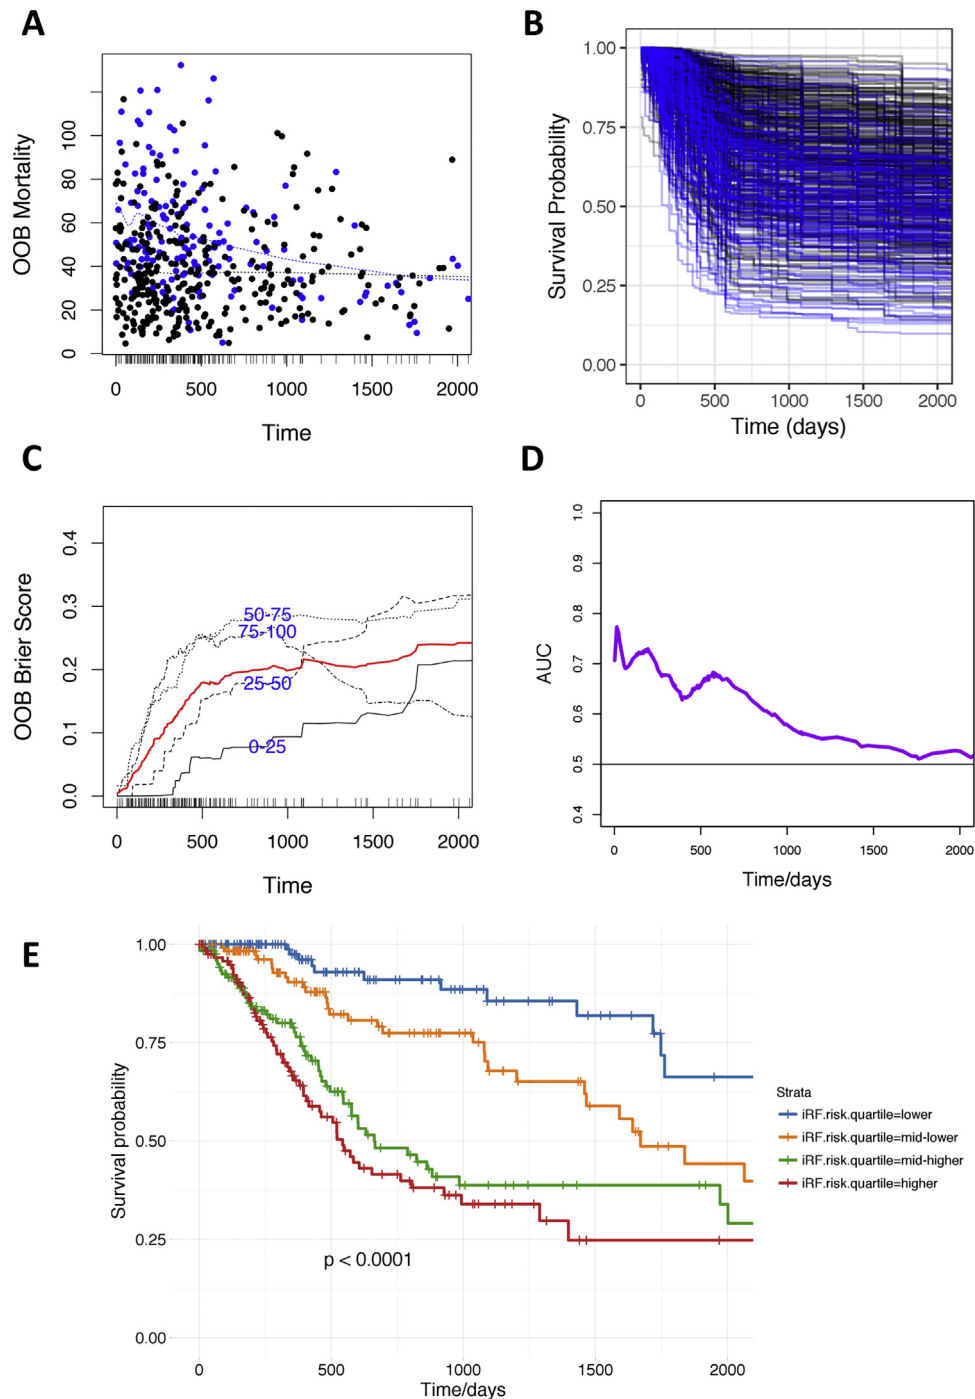 A
OOB Mortality
100
80
60
40
20
0
0 500 1000 1500 2000
Time
B
Survival Probability
1.00
0.75
0.50
0.25
0.00
0 500 1000 1500 2000
Time (days)
C
OOB Brier Score
0.4
0.3
0.2
0.1
0.0
50-75
75-100
25-50
0-25
0 500 1000 1500 2000
Time
D
AUC
1.0
0.9
0.8
0.7
0.6
0.5
0.4
0 500 1000 1500 2000
Time/days
E
Survival probability
1.00
0.75
0.50
0.25
0.00
p < 0.0001
0 500 1000 1500 2000
Time/days
Strata
iRF.risk.quartile=lower
iRF.risk.quartile=mid-lower
iRF.risk.quartile=mid-higher
iRF.risk.quartile=higher